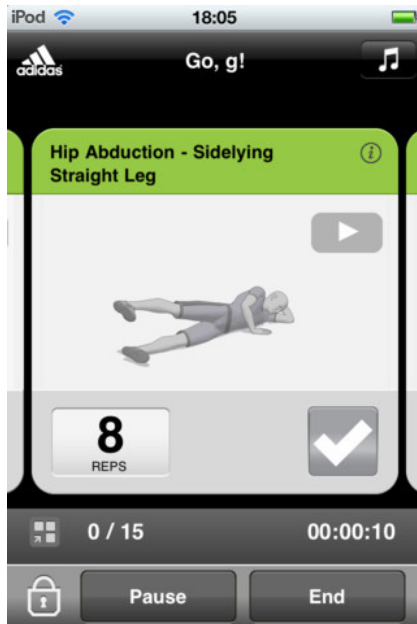 iPod 18:05
adidas
Go, g!
Hip Abduction - Sidelying
Straight Leg
8
REPS
0 / 15 00:00:10
Pause End